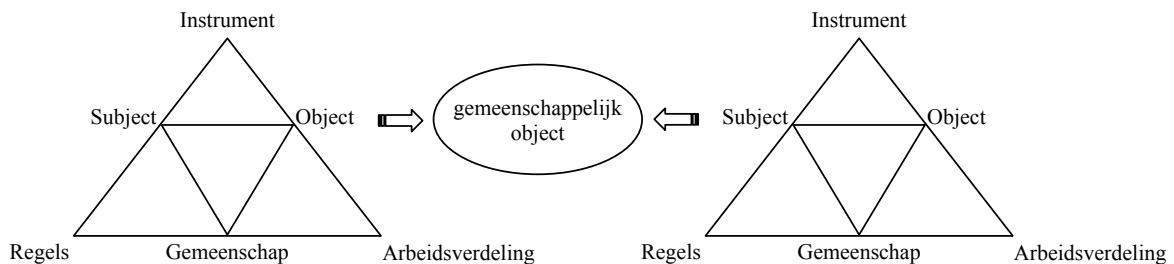 Instrument
Instrument
Subject
Object
gemeenschappelijk
object
Subject
Object
Regels
Gemeenschap
Arbeidsverdeling
Regels
Gemeenschap
Arbeidsverdeling